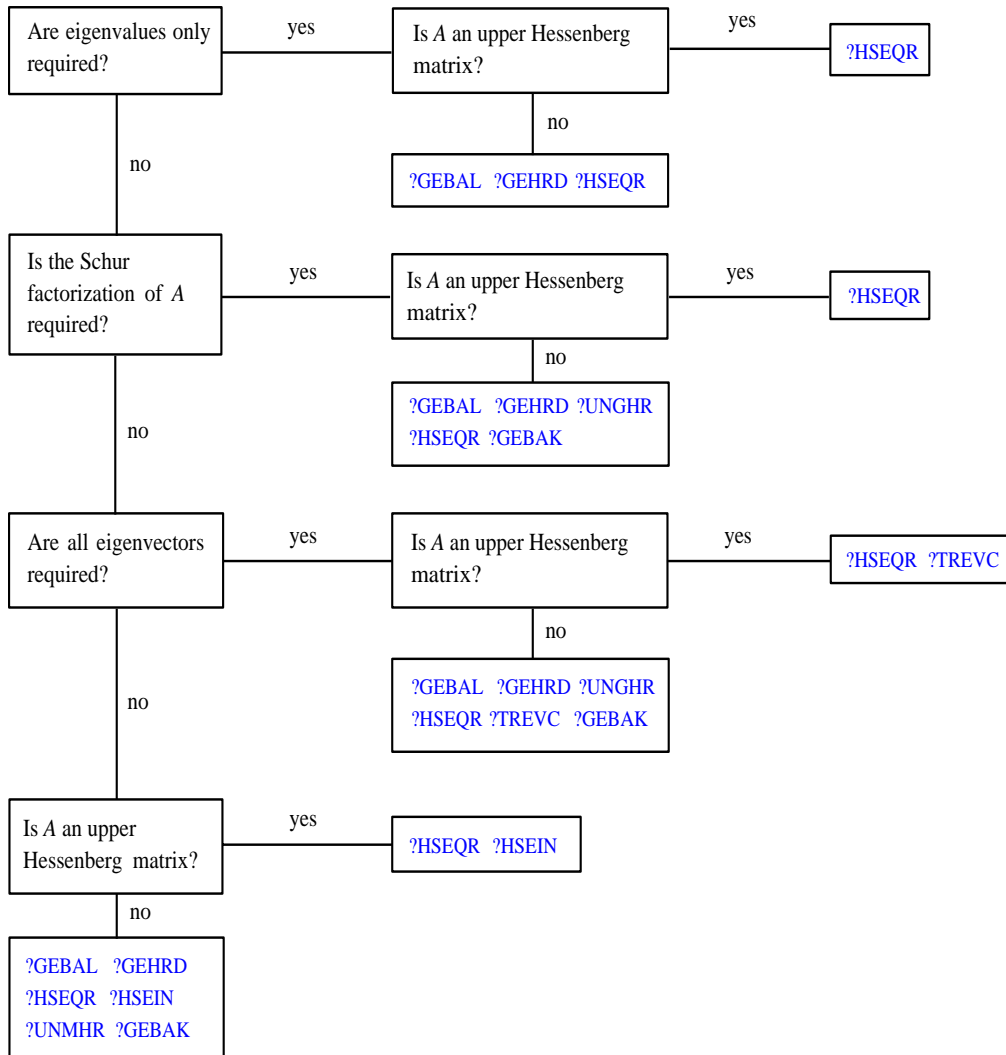 Are eigenvalues only
required?
yes
Is A an upper Hessenberg
matrix?
yes
?HSEQR
no
?GEBAL ?GEHRD ?HSEQR
no
Is the Schur
factorization of A
required?
yes
Is A an upper Hessenberg
matrix?
yes
?HSEQR
no
?GEBAL ?GEHRD ?UNGHR
?HSEQR ?GEBAK
no
Are all eigenvectors
required?
yes
Is A an upper Hessenberg
matrix?
yes
?HSEQR ?TREVC
no
?GEBAL ?GEHRD ?UNGHR
?HSEQR ?TREVC ?GEBAK
no
Is A an upper
Hessenberg matrix?
yes
?HSEQR ?HSEIN
no
?GEBAL ?GEHRD
?HSEQR ?HSEIN
?UNMHR ?GEBAK